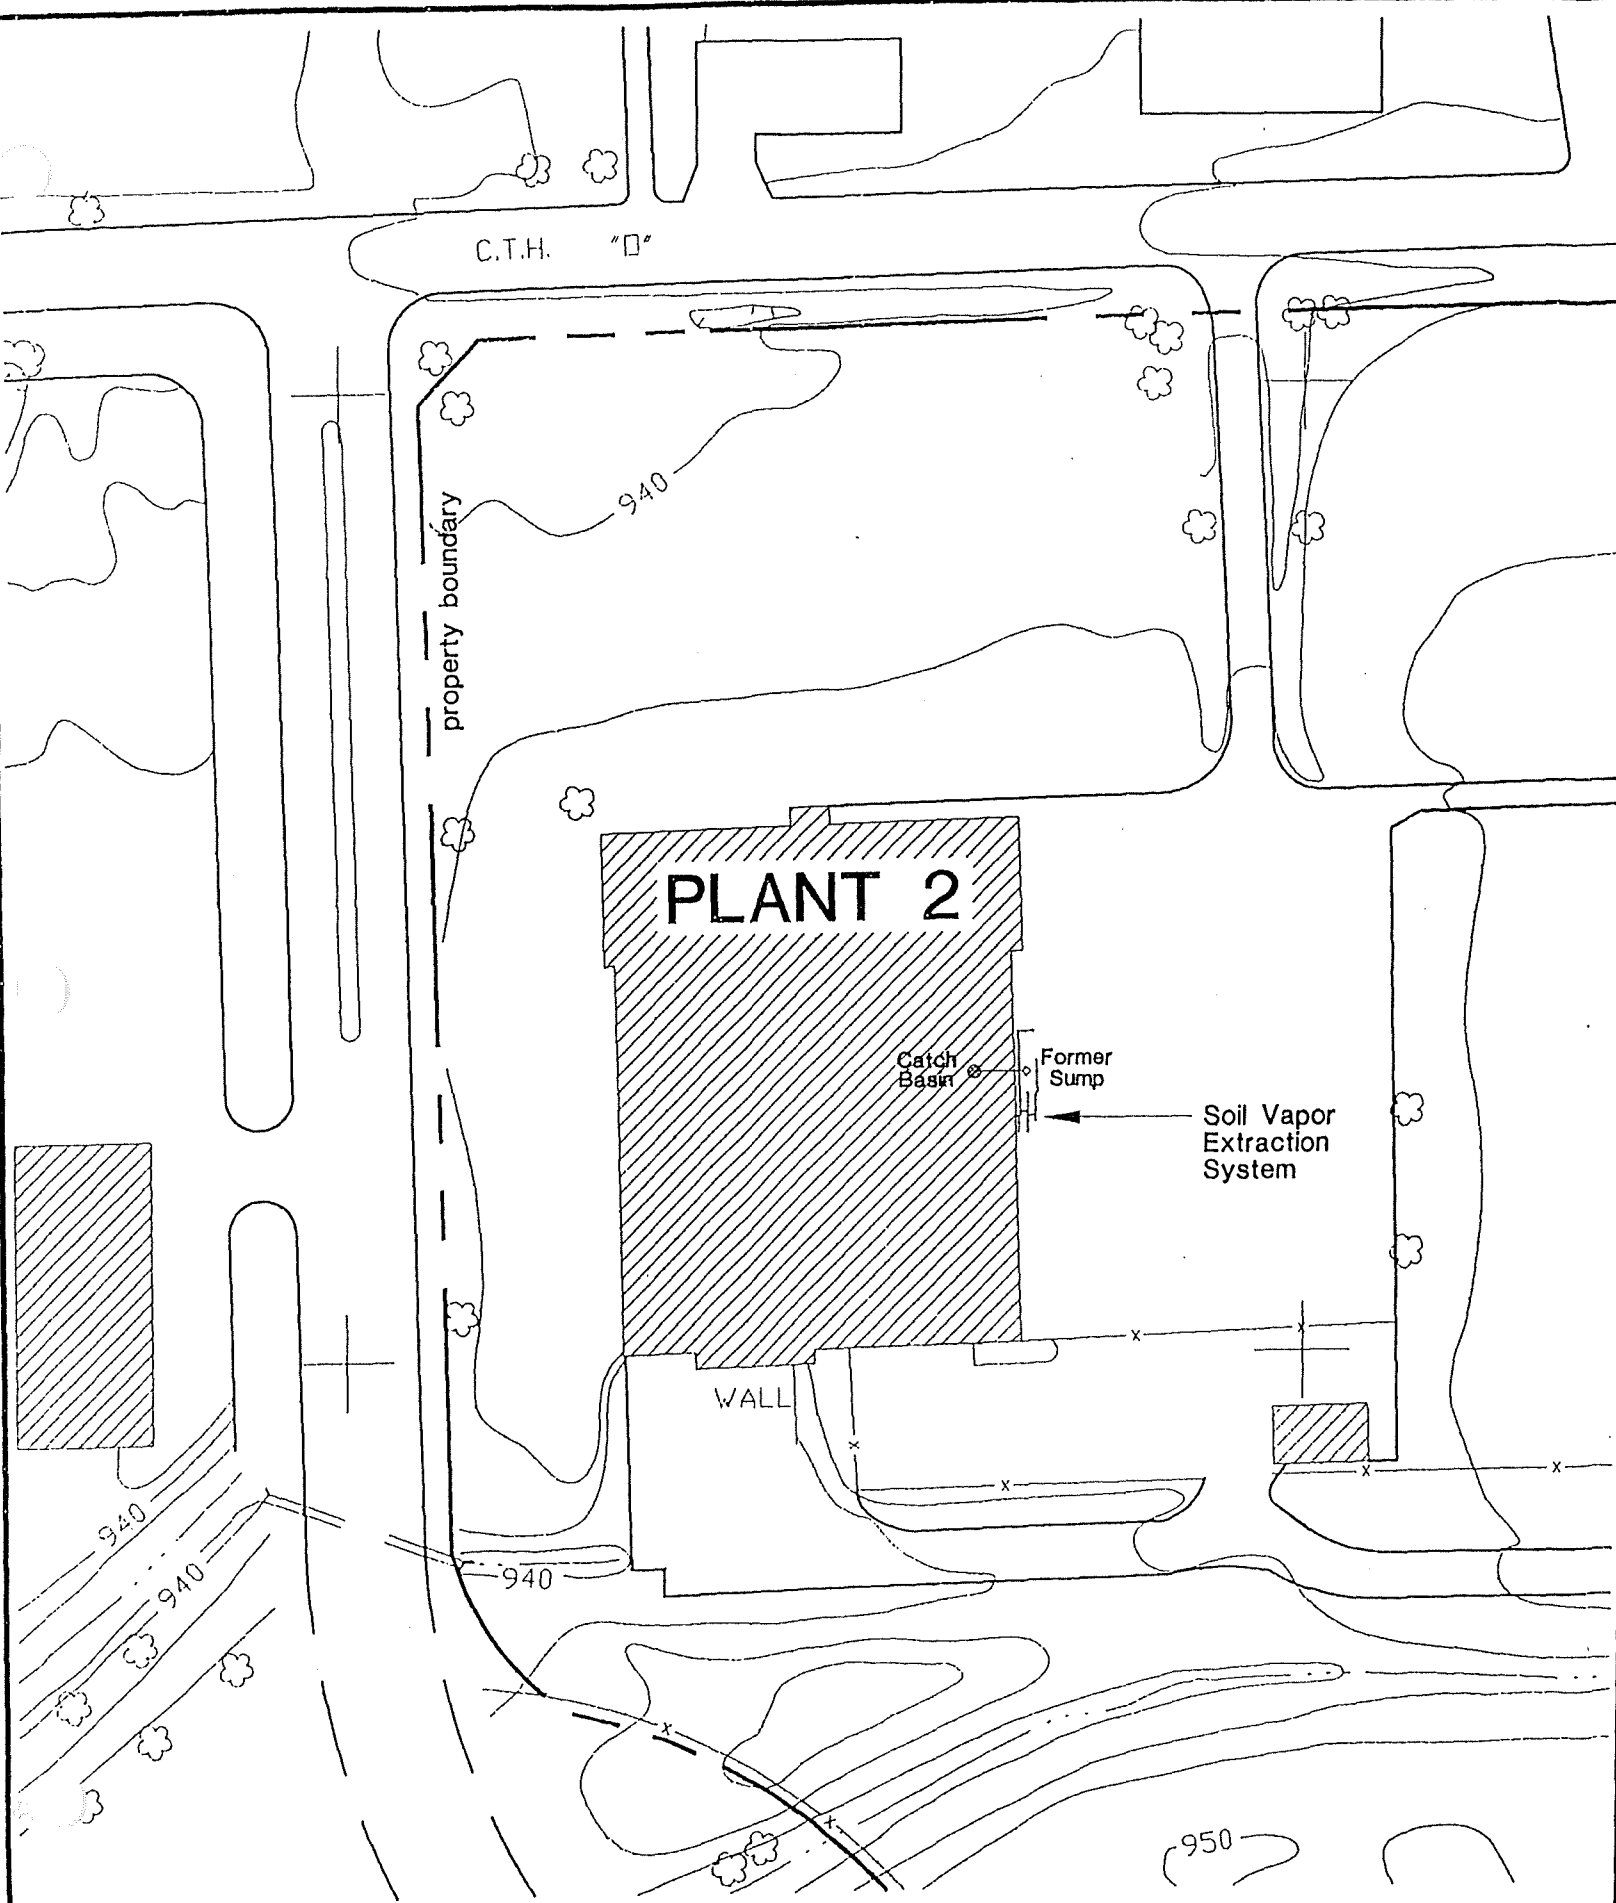 C.T.H. "D"
940
property boundary
PLANT 2
Catch
Basin
Former
Sump
Soil Vapor
Extraction
System
WALL
940
940
940
950